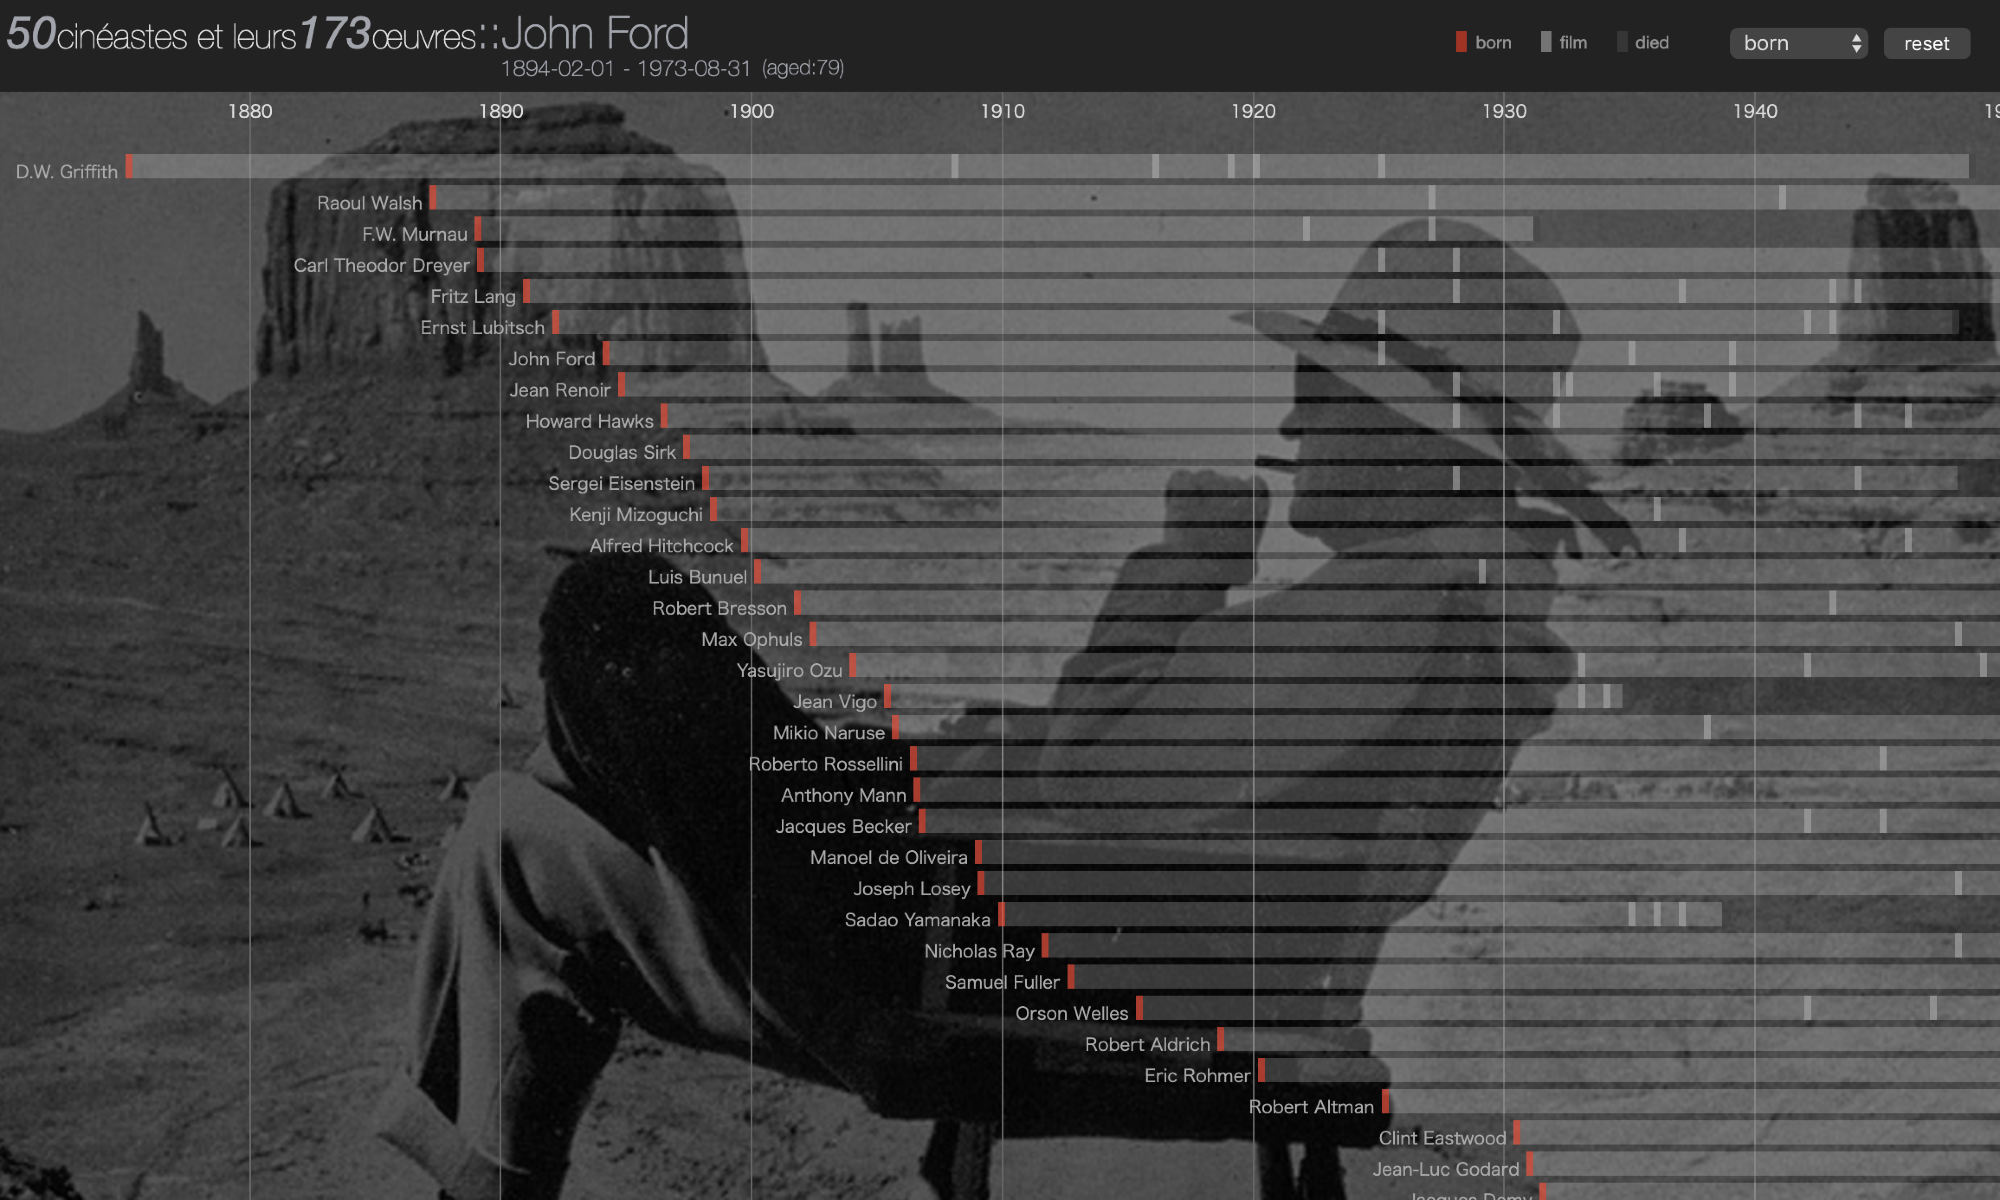 50cinéastes et leurs173œuvres::John Ford
1894-02-01 - 1973-08-31 (aged:79)
born film died born reset
1880 1890 1900 1910 1920 1930 1940
D.W. Griffith
Raoul Walsh
F.W. Murnau
Carl Theodor Dreyer
Fritz Lang
Ernst Lubitsch
John Ford
Jean Renoir
Howard Hawks
Douglas Sirk
Sergei Eisenstein
Kenji Mizoguchi
Alfred Hitchcock
Luis Bunuel
Robert Bresson
Max Ophuls
Yasujiro Ozu
Jean Vigo
Mikio Naruse
Roberto Rossellini
Anthony Mann
Jacques Becker
Manoel de Oliveira
Joseph Losey
Sadao Yamanaka
Nicholas Ray
Samuel Fuller
Orson Welles
Robert Aldrich
Eric Rohmer
Robert Altman
Clint Eastwood
Jean-Luc Godard
Jacques Demy